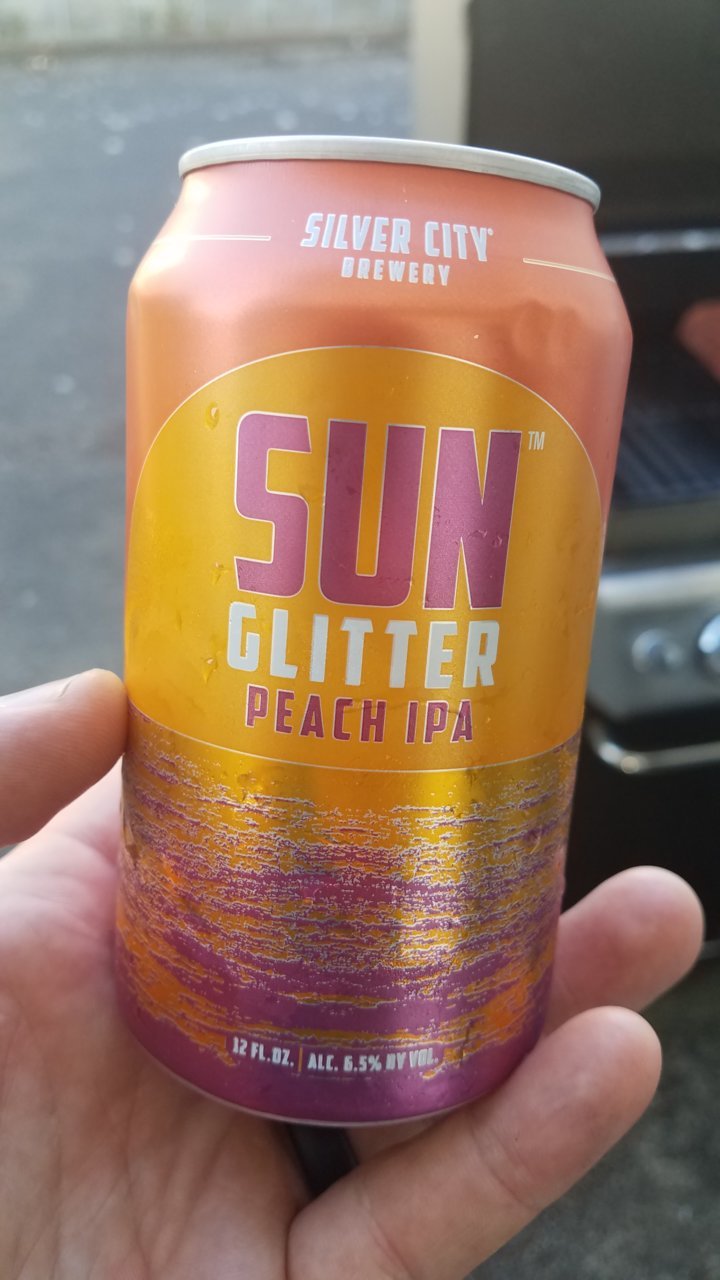 SILVER CITY®
BREWERY
SUN™
GLITTER
PEACH IPA
12 FL.OZ. | ALC. 6.5% BY VOL.